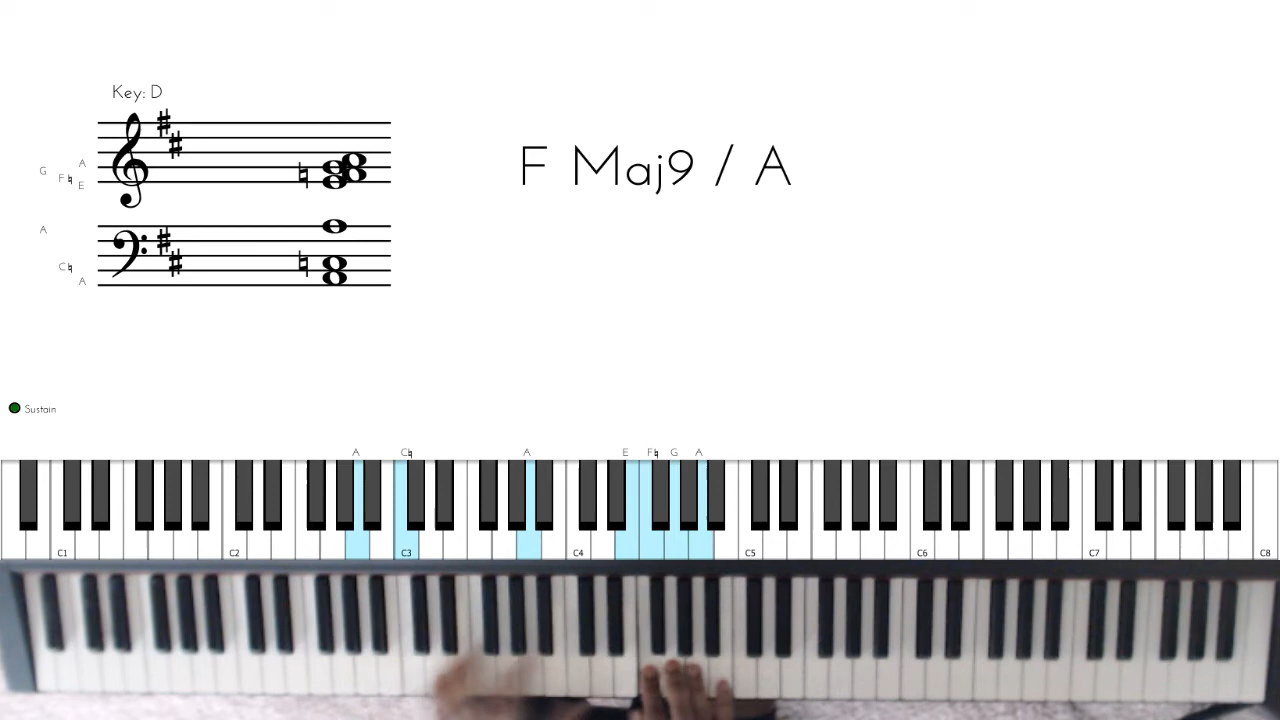 Key: D
F Maj9 / A
G
A
F♮
E
A
C♮
A
Sustain
A C♮ A E F♮ G A
C1 C2 C3 C4 C5 C6 C7 C8